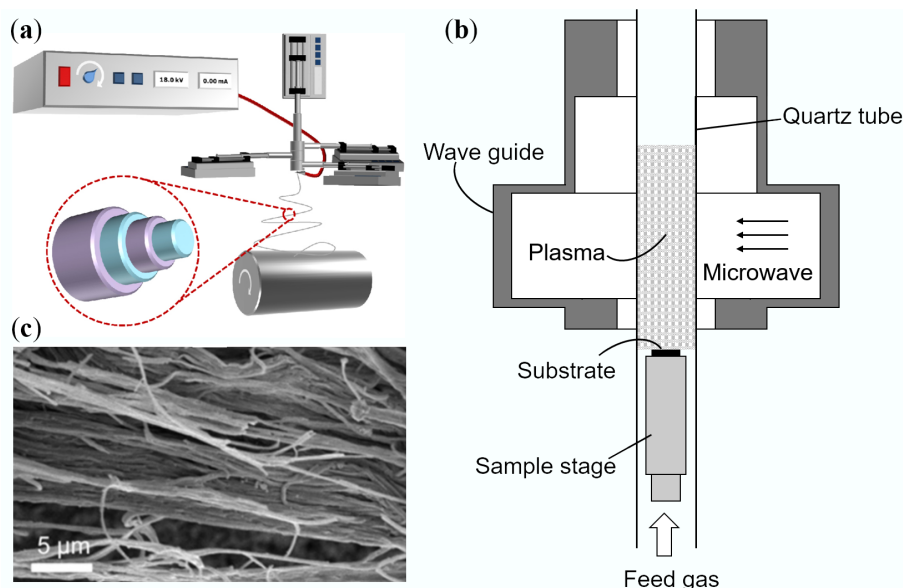 (a)
18.0 kV
0.00 mA
(b)
Quartz tube
Wave guide
Plasma
Microwave
Substrate
Sample stage
Feed gas
(c)
5 μm